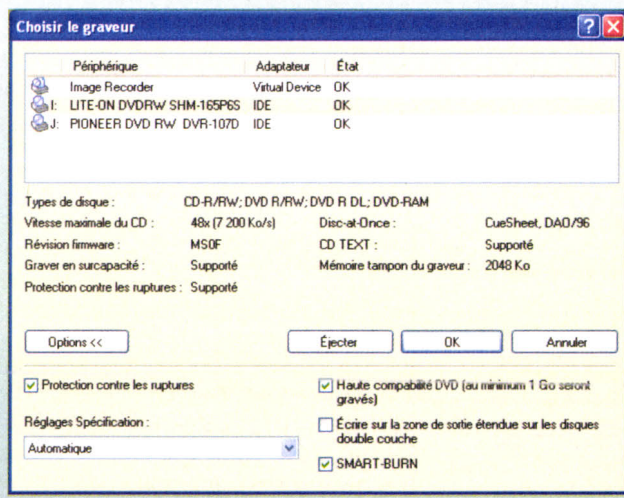 Choisir le graveur
Périphérique Adaptateur État
Image Recorder Virtual Device OK
I: LITE-ON DVDRW SHM-165P6S IDE OK
J: PIONEER DVD RW DVR-107D IDE OK
Types de disque : CD-R/RW; DVD R/RW; DVD R DL; DVD-RAM
Vitesse maximale du CD : 48x (7 200 Ko/s) Disc-at-Once : CueSheet, DAO/96
Révision firmware : MS0F CD TEXT : Supporté
Graver en surcapacité : Supporté Mémoire tampon du graveur : 2048 Ko
Protection contre les ruptures : Supporté
Options << Éjecter OK Annuler
Protection contre les ruptures
Haute compabilité DVD (au minimum 1 Go seront
gravés)
Réglages Spécification :
Automatique
Écrire sur la zone de sortie étendue sur les disques
double couche
SMART-BURN